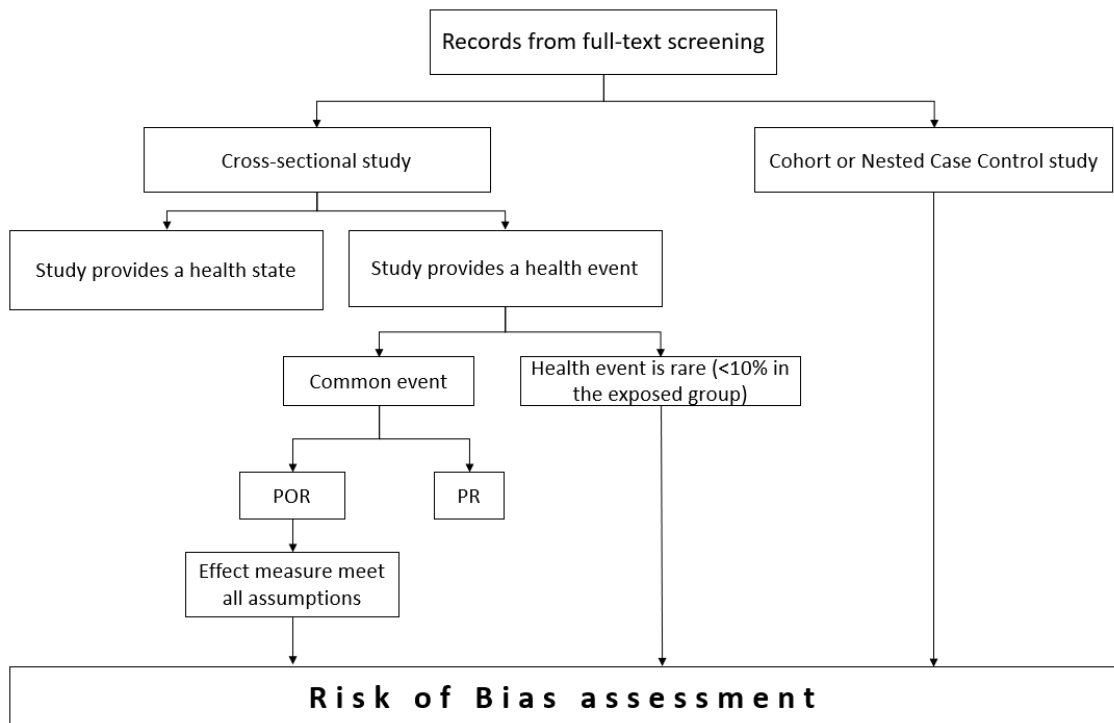 Records from full-text screening
Cross-sectional study
Cohort or Nested Case Control study
Study provides a health state
Study provides a health event
Common event
Health event is rare (<10% in
the exposed group)
POR
PR
Effect measure meet
all assumptions
Risk of Bias assessment